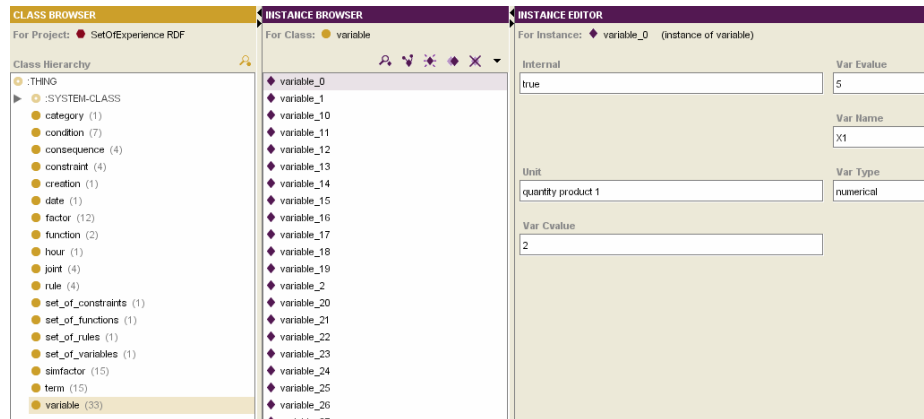 CLASS BROWSER
For Project: SetOfExperience RDF
Class Hierarchy
:THING
:SYSTEM-CLASS
category (1)
condition (7)
consequence (4)
constraint (4)
creation (1)
date (1)
factor (12)
function (2)
hour (1)
joint (4)
rule (4)
set_of_constraints (1)
set_of_functions (1)
set_of_rules (1)
set_of_variables (1)
simfactor (15)
term (15)
variable (33)
INSTANCE BROWSER
For Class: variable
variable_0
variable_1
variable_10
variable_11
variable_12
variable_13
variable_14
variable_15
variable_16
variable_17
variable_18
variable_19
variable_2
variable_20
variable_21
variable_22
variable_23
variable_24
variable_25
variable_26
INSTANCE EDITOR
For Instance: variable_0 (instance of variable)
Internal
true
Var Evalue
5
Var Name
X1
Unit
quantity product 1
Var Type
numerical
Var Cvalue
2